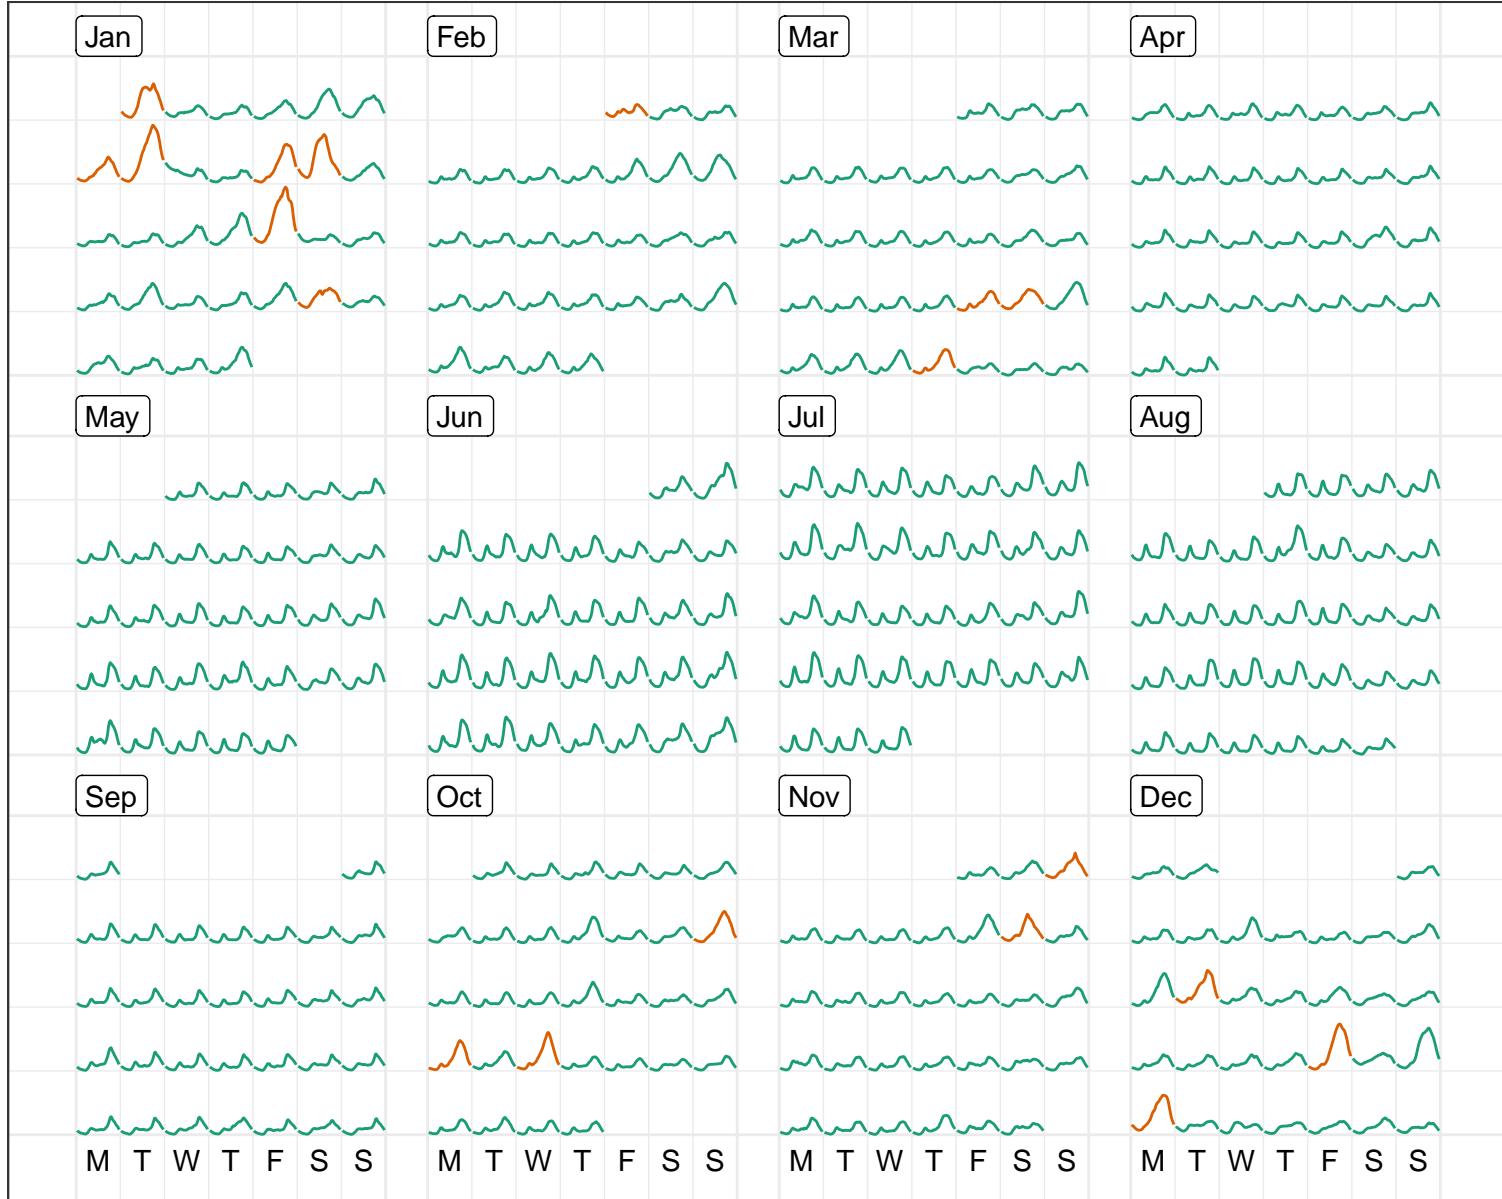 Jan Feb Mar Apr
May Jun Jul Aug
Sep Oct Nov Dec
M T W T F S S M T W T F S S M T W T F S S M T W T F S S